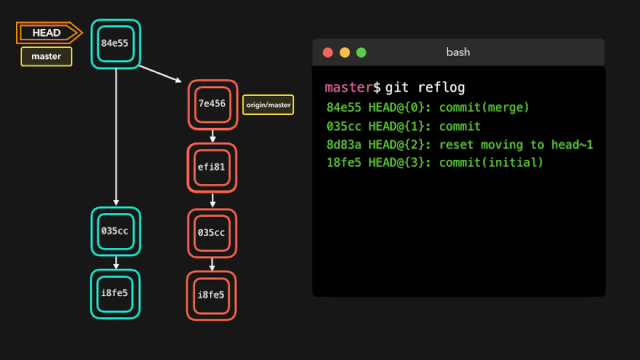 HEAD
master
84e55
7e456
origin/master
efi81
035cc
035cc
i8fe5
i8fe5
bash
master$ git reflog
84e55 HEAD@{0}: commit(merge)
035cc HEAD@{1}: commit
8d83a HEAD@{2}: reset moving to head~1
18fe5 HEAD@{3}: commit(initial)